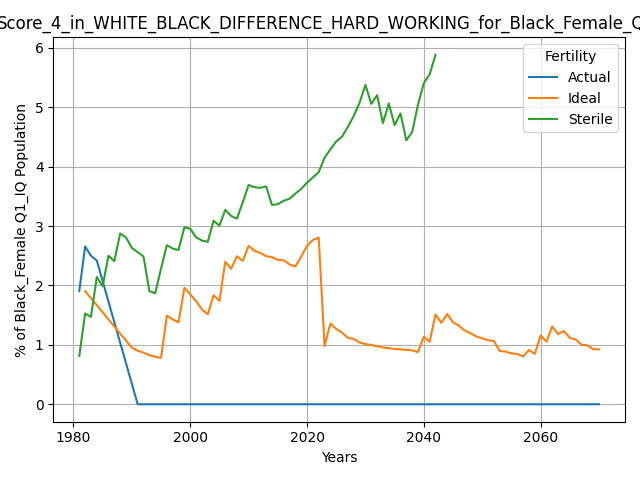 Score_4_in_WHITE_BLACK_DIFFERENCE_HARD_WORKING_for_Black_Female_Q
Fertility
Actual
Ideal
Sterile
% of Black_Female Q1_IQ Population
6
5
4
3
2
1
0
1980 2000 2020 2040 2060
Years